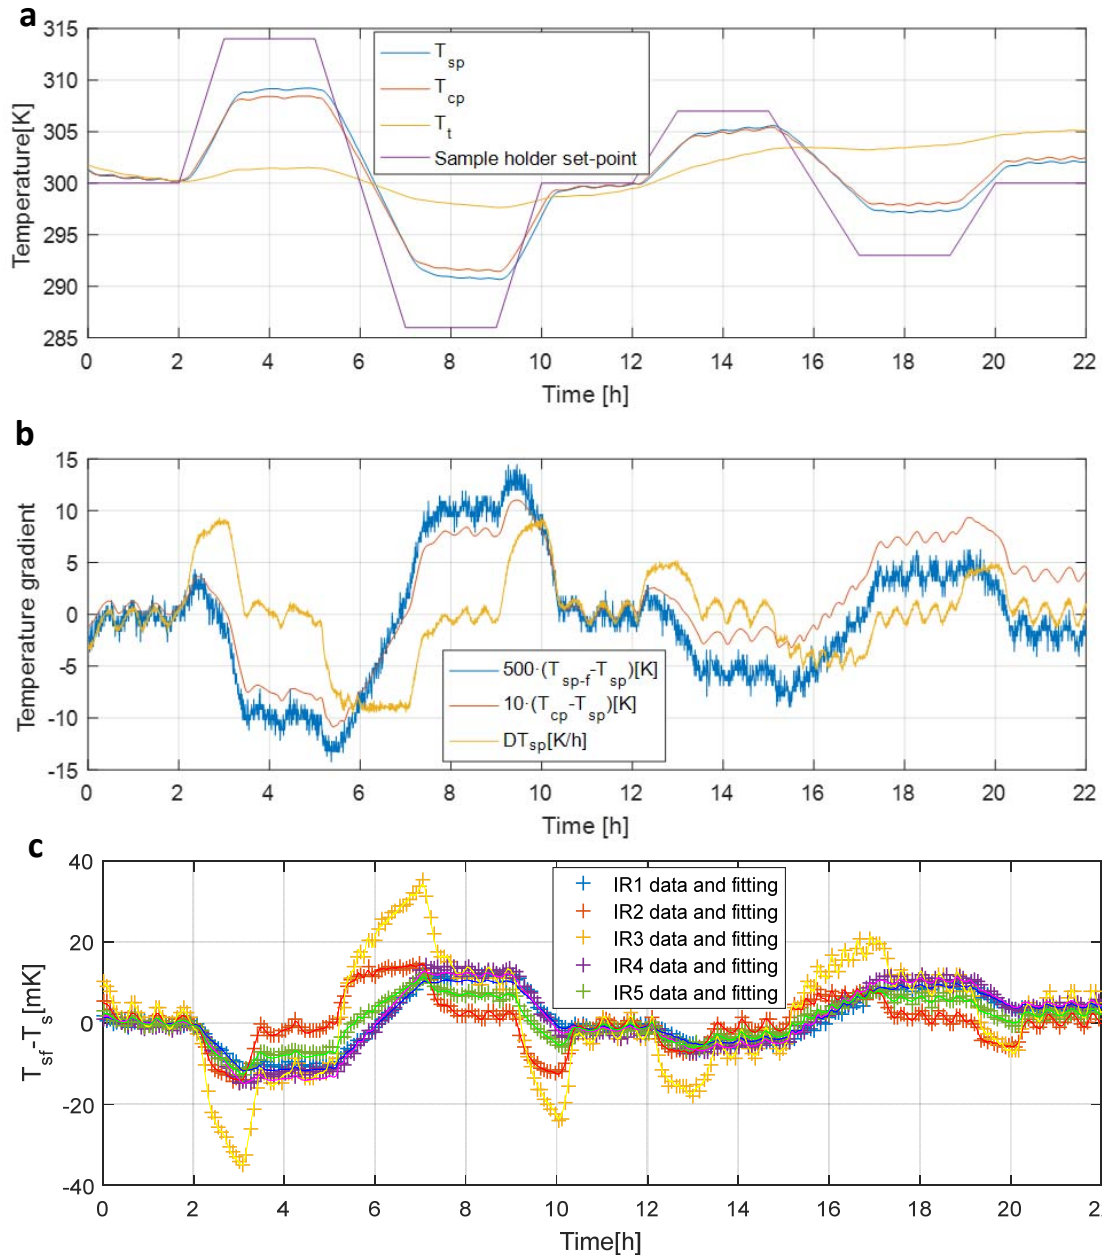 a
315
310
305
300
295
290
285
Temperature[K]
T_sp
T_cp
T_t
Sample holder set-point
0 2 4 6 8 10 12 14 16 18 20 22
Time [h]
b
15
10
5
0
-5
-10
-15
Temperature gradient
500·(T_sp-f-T_sp)[K]
10·(T_cp-T_sp)[K]
DT_sp[K/h]
0 2 4 6 8 10 12 14 16 18 20 22
Time [h]
c
40
20
0
-20
-40
T_sf-T_s[mK]
IR1 data and fitting
IR2 data and fitting
IR3 data and fitting
IR4 data and fitting
IR5 data and fitting
0 2 4 6 8 10 12 14 16 18 20 2
Time[h]